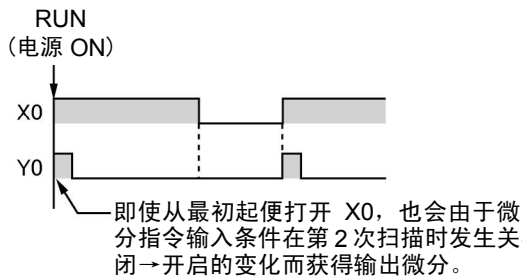 RUN
(电源 ON)
X0
Y0
即使从最初起便打开 X0，也会由于微
分指令输入条件在第 2 次扫描时发生关
闭→开启的变化而获得输出微分。